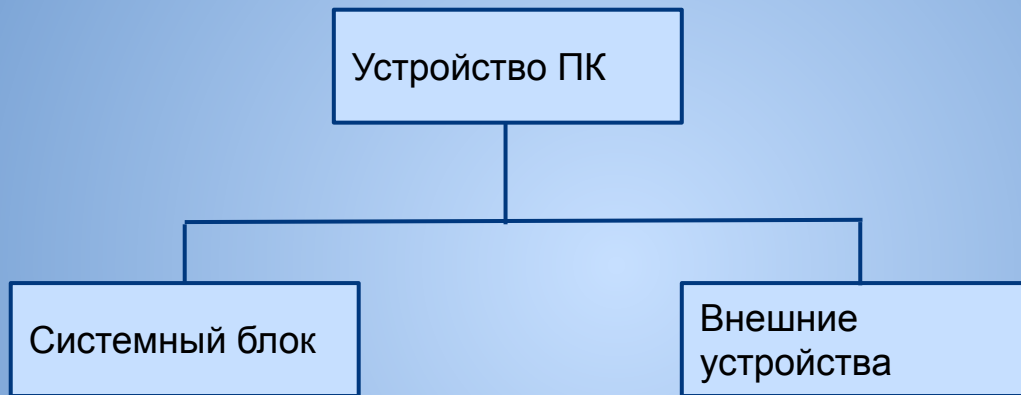 Устройство ПК
Системный блок
Внешние
устройства